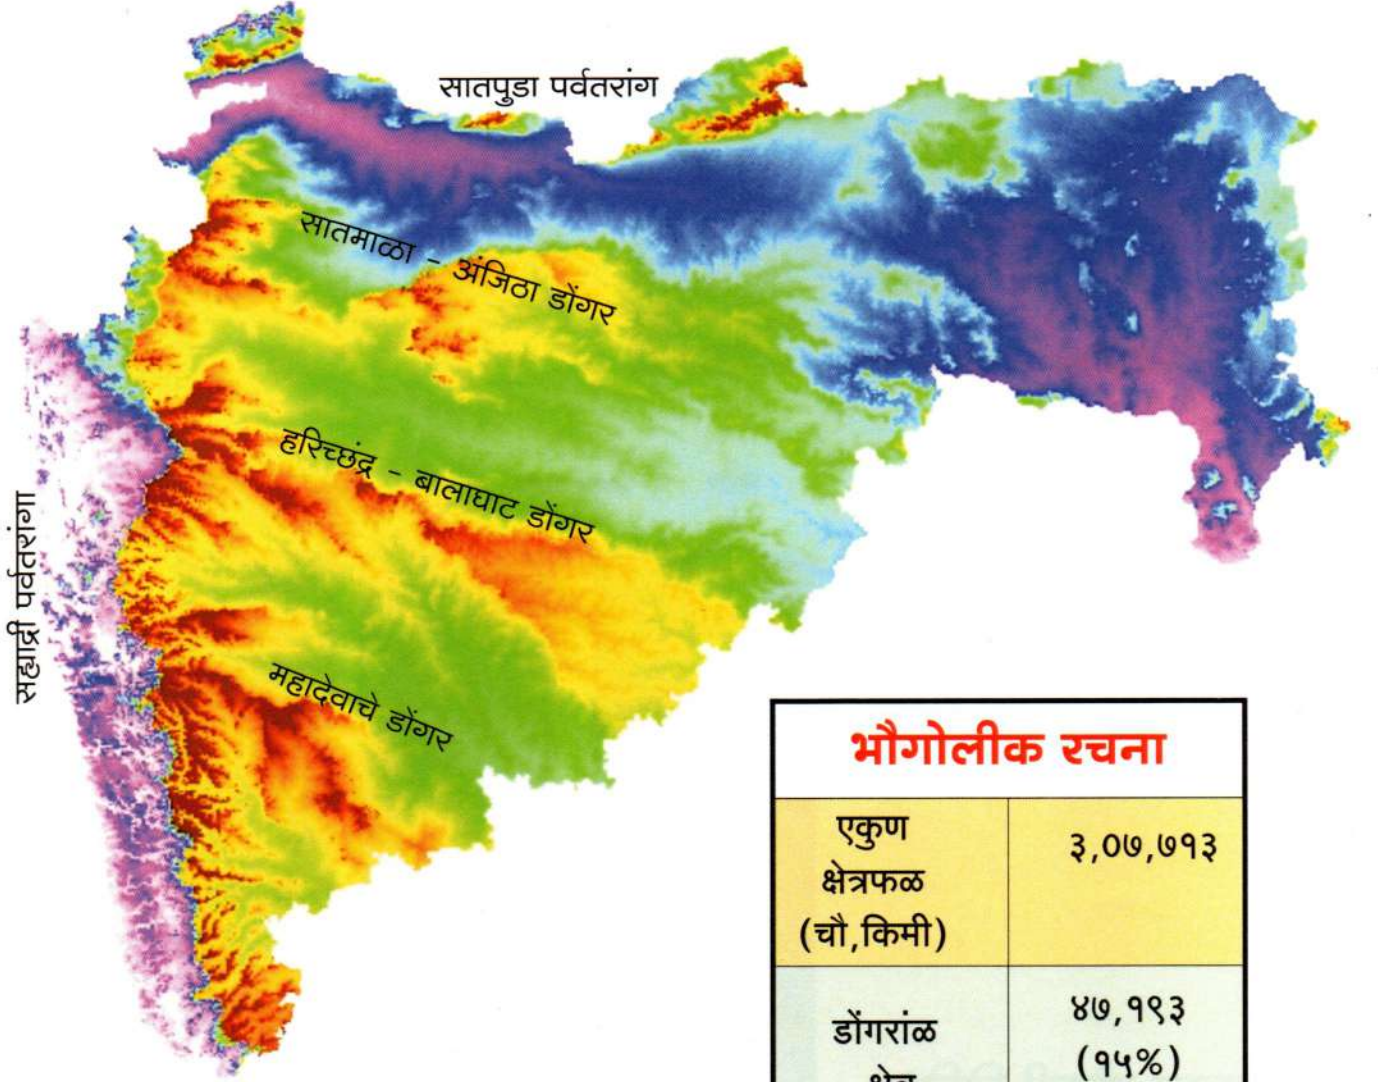 सातपुडा पर्वतरांग
सातमाळा - अंजिठा डोंगर
हरिच्छंद्र - बालाघाट डोंगर
सह्याद्री पर्वतरांगा
महादेवाचे डोंगर
भौगोलीक रचना
एकुण
क्षेत्रफळ
(चौ,किमी)
३,०७,७१३
डोंगरांळ
क्षेत्र
४७,१९३
(१५%)